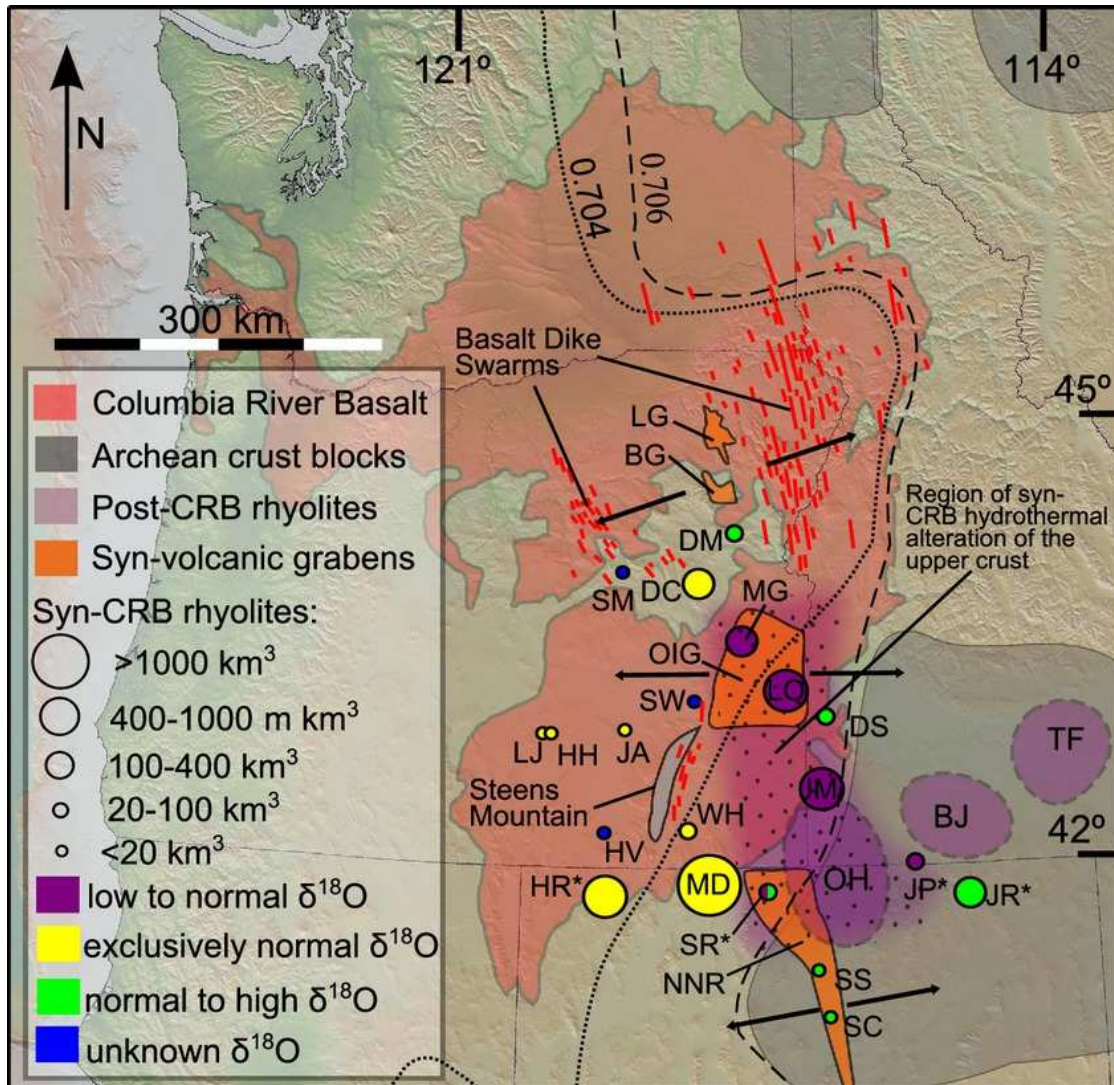 121º
114º
N
0.704
0.706
300 km
Basalt Dike
Swarms
45º
Columbia River Basalt
Archean crust blocks
Post-CRB rhyolites
Syn-volcanic grabens
Syn-CRB rhyolites:
>1000 km³
400-1000 m km³
100-400 km³
20-100 km³
<20 km³
low to normal δ¹⁸O
exclusively normal δ¹⁸O
normal to high δ¹⁸O
unknown δ¹⁸O
LG
BG
Region of syn-
CRB hydrothermal
alteration of the
upper crust
DM
SM
DC
MG
OIG
LO
SW
DS
LJ
HH
JA
TF
Steens
Mountain
JM
WH
BJ
HV
42º
HR*
MD
OH
JP*
JR*
SR*
NNR
SS
SC